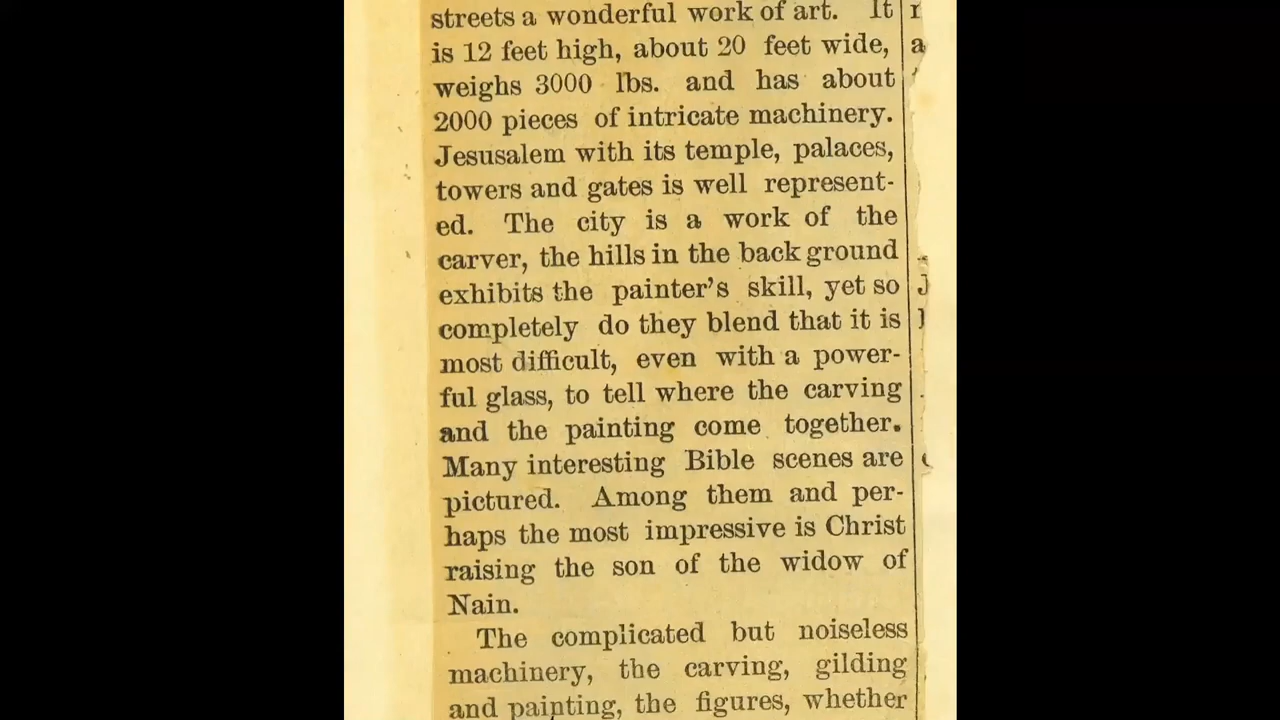 streets a wonderful work of art. It
is 12 feet high, about 20 feet wide,
weighs 3000 lbs. and has about
2000 pieces of intricate machinery.
Jesusalem with its temple, palaces,
towers and gates is well represent-
ed. The city is a work of the
carver, the hills in the back ground
exhibits the painter's skill, yet so
completely do they blend that it is
most difficult, even with a power-
ful glass, to tell where the carving
and the painting come together.
Many interesting Bible scenes are
pictured. Among them and per-
haps the most impressive is Christ
raising the son of the widow of
Nain.
The complicated but noiseless
machinery, the carving, gilding
and painting, the figures, whether